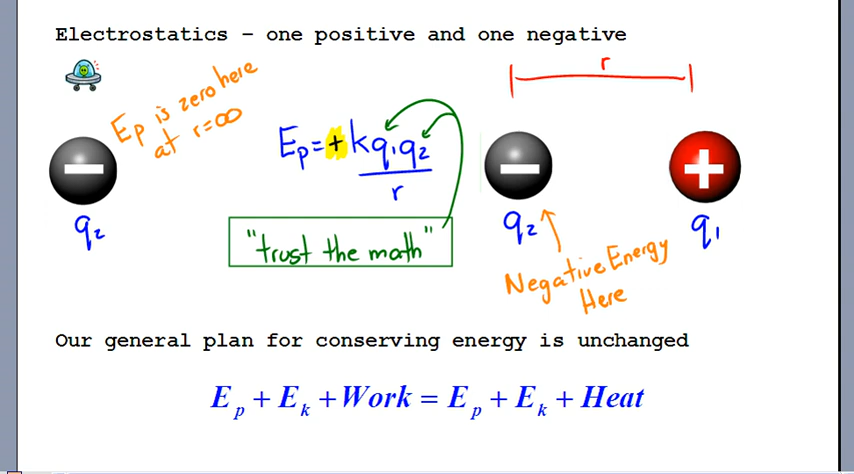 Electrostatics – one positive and one negative
r
Ep is zero here
at r=∞
Ep=+kq1q2
r
−
−
+
q2
q2
q1
"trust the math"
Negative Energy
Here
Our general plan for conserving energy is unchanged
Ep + Ek + Work = Ep + Ek + Heat